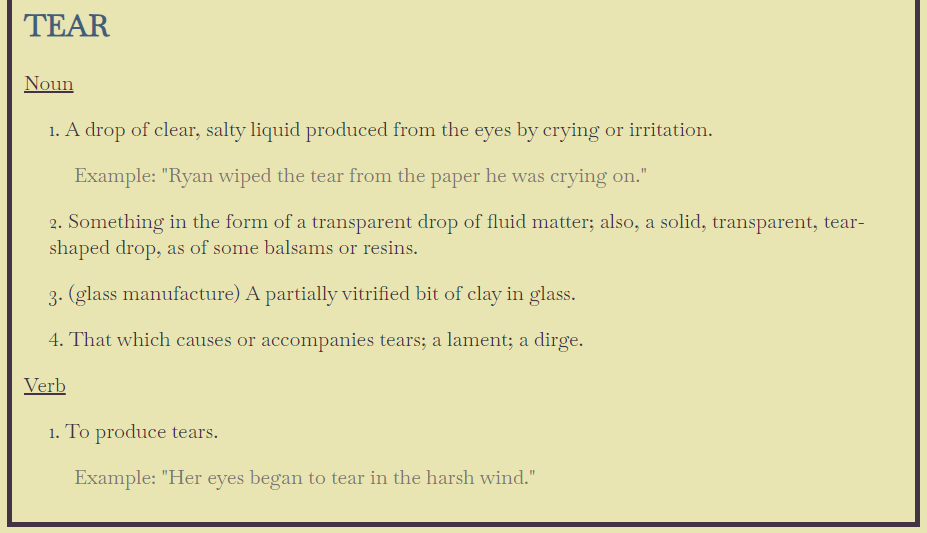 TEAR
Noun
1. A drop of clear, salty liquid produced from the eyes by crying or irritation.
Example: "Ryan wiped the tear from the paper he was crying on."
2. Something in the form of a transparent drop of fluid matter; also, a solid, transparent, tear-
shaped drop, as of some balsams or resins.
3. (glass manufacture) A partially vitrified bit of clay in glass.
4. That which causes or accompanies tears; a lament; a dirge.
Verb
1. To produce tears.
Example: "Her eyes began to tear in the harsh wind."